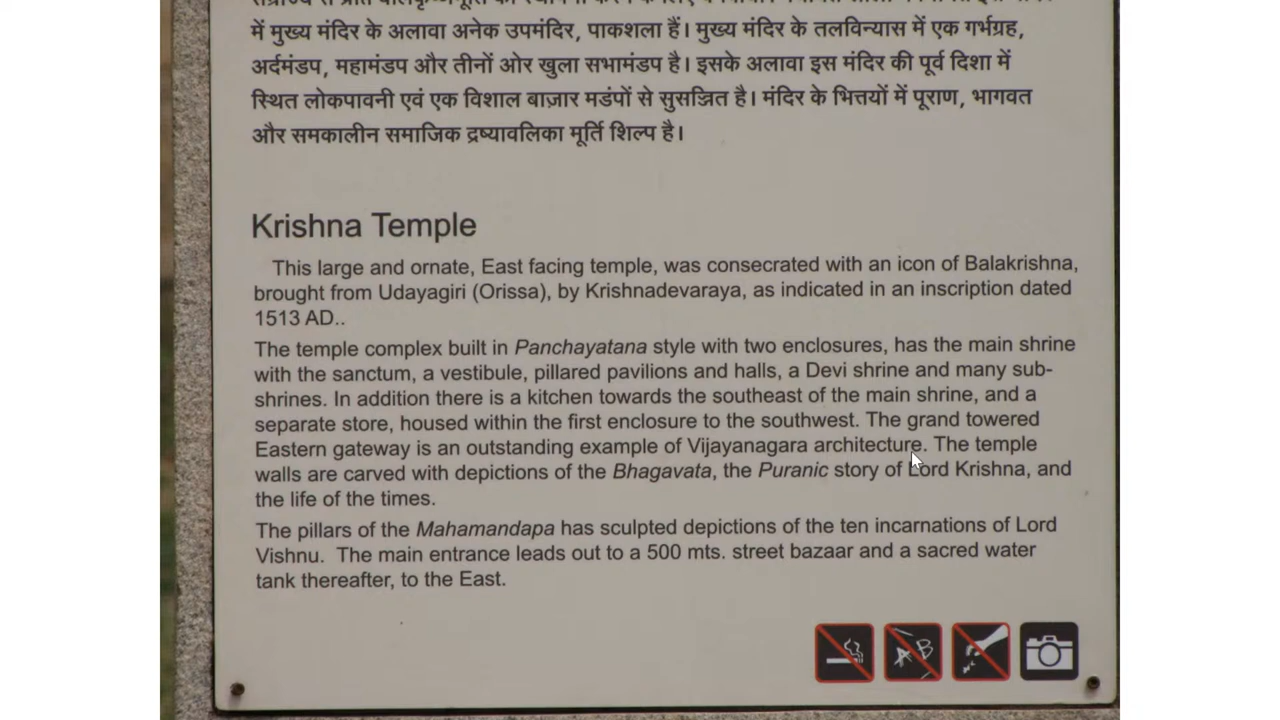 में मुख्य मंदिर के अलावा अनेक उपमंदिर, पाकशला हैं। मुख्य मंदिर के तलविन्यास में एक गर्भग्रह,
अर्दमंडप, महामंडप और तीनों ओर खुला सभामंडप है। इसके अलावा इस मंदिर की पूर्व दिशा में
स्थित लोकपावनी एवं एक विशाल बाज़ार मडंपों से सुसज्जित है। मंदिर के भित्तयों में पूराण, भागवत
और समकालीन समाजिक द्रष्यावलिका मूर्ति शिल्प है।
Krishna Temple
This large and ornate, East facing temple, was consecrated with an icon of Balakrishna,
brought from Udayagiri (Orissa), by Krishnadevaraya, as indicated in an inscription dated
1513 AD..
The temple complex built in Panchayatana style with two enclosures, has the main shrine
with the sanctum, a vestibule, pillared pavilions and halls, a Devi shrine and many sub-
shrines. In addition there is a kitchen towards the southeast of the main shrine, and a
separate store, housed within the first enclosure to the southwest. The grand towered
Eastern gateway is an outstanding example of Vijayanagara architecture. The temple
walls are carved with depictions of the Bhagavata, the Puranic story of Lord Krishna, and
the life of the times.
The pillars of the Mahamandapa has sculpted depictions of the ten incarnations of Lord
Vishnu. The main entrance leads out to a 500 mts. street bazaar and a sacred water
tank thereafter, to the East.
AB